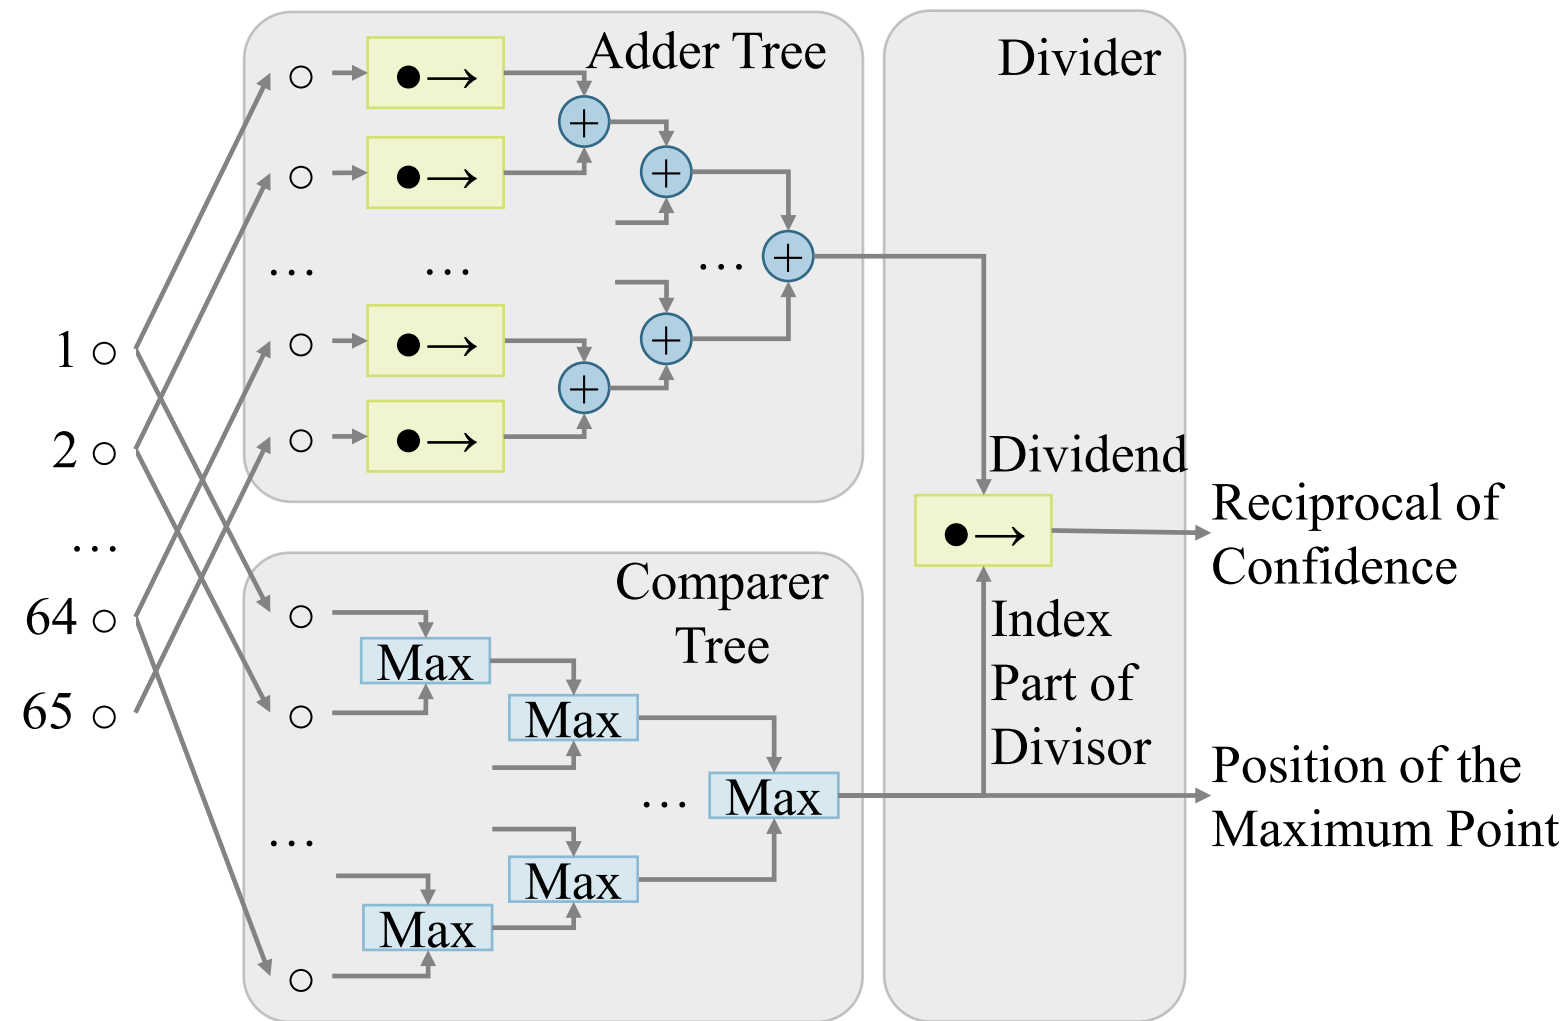 Adder Tree
Divider
●→
+
●→
+
…
…
…
+
1
●→
+
2
●→
+
Dividend
…
●→
Reciprocal of
Confidence
64
65
Comparer
Tree
Index
Part of
Divisor
Max
Max
…
Max
Position of the
Maximum Point
…
Max
Max